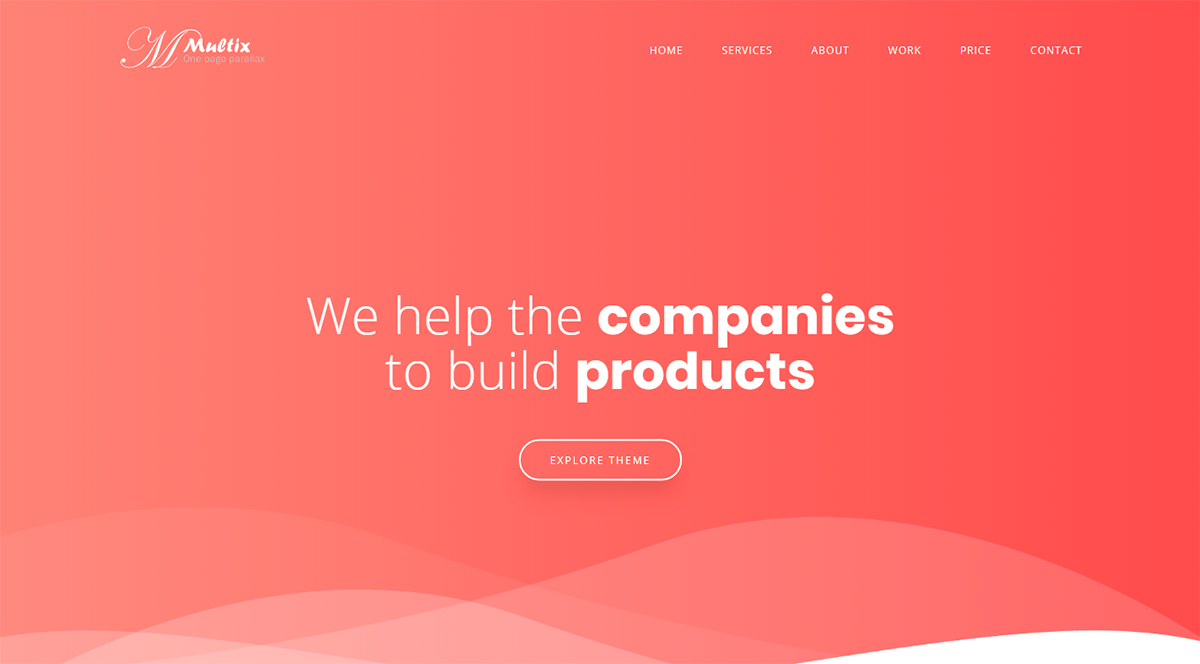 M Multix
One page parallax
HOME SERVICES ABOUT WORK PRICE CONTACT
We help the companies
to build products
EXPLORE THEME